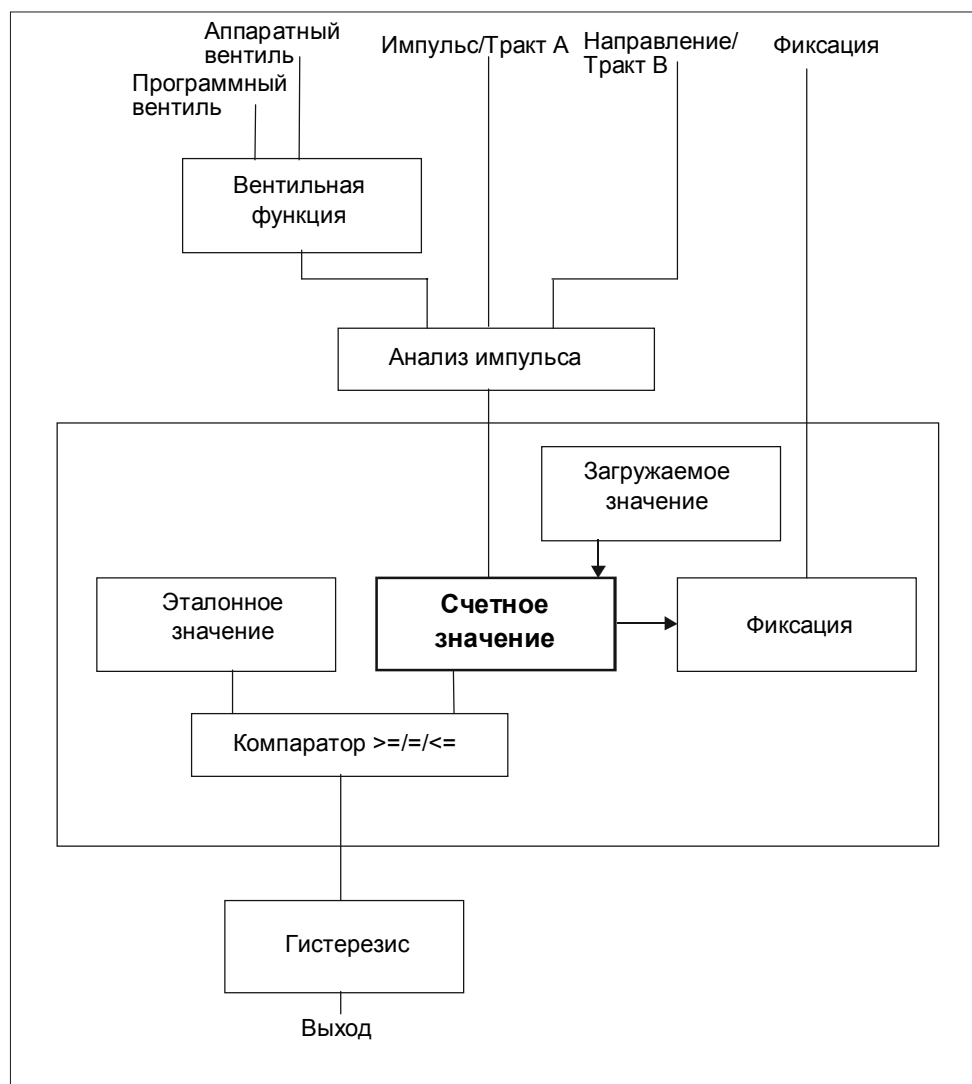 Аппаратный
вентиль
Программный
вентиль
Импульс/Тракт A
Направление/
Тракт B
Фиксация
Вентильная
функция
Анализ импульса
Загружаемое
значение
Эталонное
значение
Счетное
значение
Фиксация
Компаратор >=/=/<=
Гистерезис
Выход